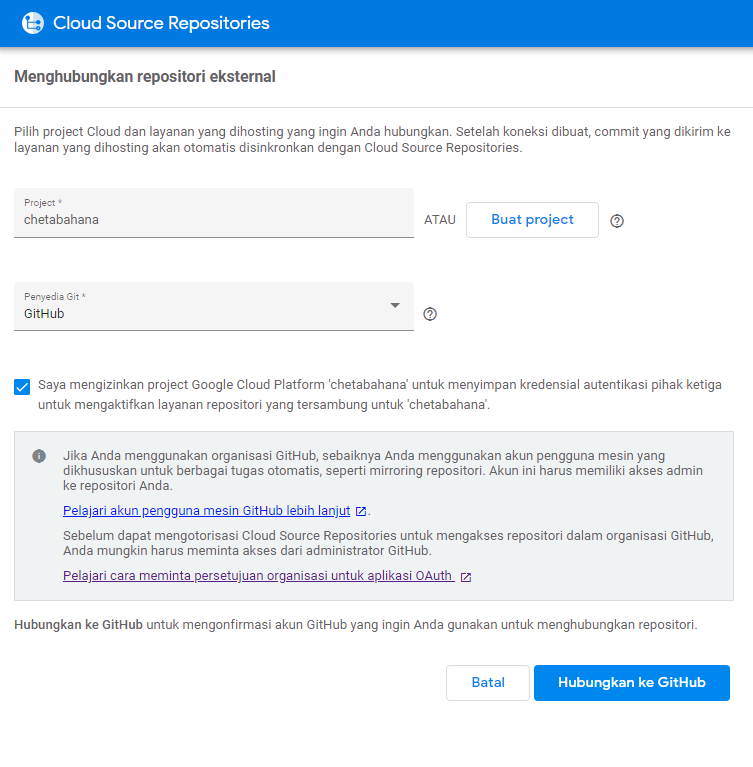 Cloud Source Repositories
Menghubungkan repositori eksternal
Pilih project Cloud dan layanan yang dihosting yang ingin Anda hubungkan. Setelah koneksi dibuat, commit yang dikirim ke
layanan yang dihosting akan otomatis disinkronkan dengan Cloud Source Repositories.
Project *
chetabahana
ATAU
Buat project
Penyedia Git *
GitHub
Saya mengizinkan project Google Cloud Platform 'chetabahana' untuk menyimpan kredensial autentikasi pihak ketiga
untuk mengaktifkan layanan repositori yang tersambung untuk 'chetabahana'.
Jika Anda menggunakan organisasi GitHub, sebaiknya Anda menggunakan akun pengguna mesin yang
dikhususkan untuk berbagai tugas otomatis, seperti mirroring repositori. Akun ini harus memiliki akses admin
ke repositori Anda.
Pelajari akun pengguna mesin GitHub lebih lanjut.
Sebelum dapat mengotorisasi Cloud Source Repositories untuk mengakses repositori dalam organisasi GitHub,
Anda mungkin harus meminta akses dari administrator GitHub.
Pelajari cara meminta persetujuan organisasi untuk aplikasi OAuth
Hubungkan ke GitHub untuk mengonfirmasi akun GitHub yang ingin Anda gunakan untuk menghubungkan repositori.
Batal
Hubungkan ke GitHub